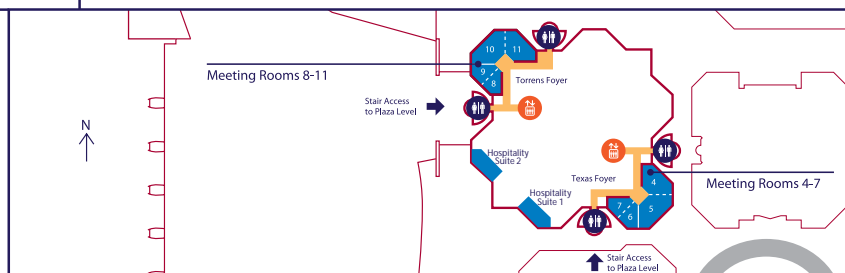 10
11
9
8
Meeting Rooms 8-11
Torrens Foyer
Stair Access
to Plaza Level
N
Hospitality
Suite 2
Texas Foyer
4
Meeting Rooms 4-7
Hospitality
Suite 1
7
5
6
Stair Access
to Plaza Level